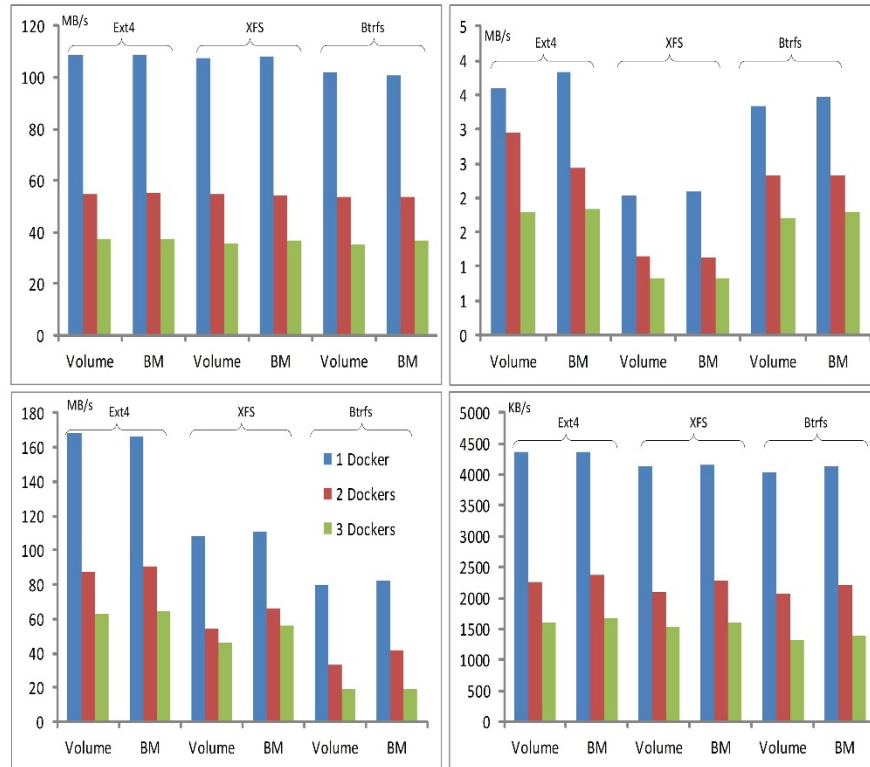 MB/s
Ext4 XFS Btrfs
120
100
80
60
40
20
0
Volume BM Volume BM Volume BM
MB/s
Ext4 XFS Btrfs
5
4
4
3
3
2
2
1
1
0
Volume BM Volume BM Volume BM
MB/s
Ext4 XFS Btrfs
180
160
140
120
100
80
60
40
20
0
1 Docker
2 Dockers
3 Dockers
Volume BM Volume BM Volume BM
KB/s
Ext4 XFS Btrfs
5000
4500
4000
3500
3000
2500
2000
1500
1000
500
0
Volume BM Volume BM Volume BM